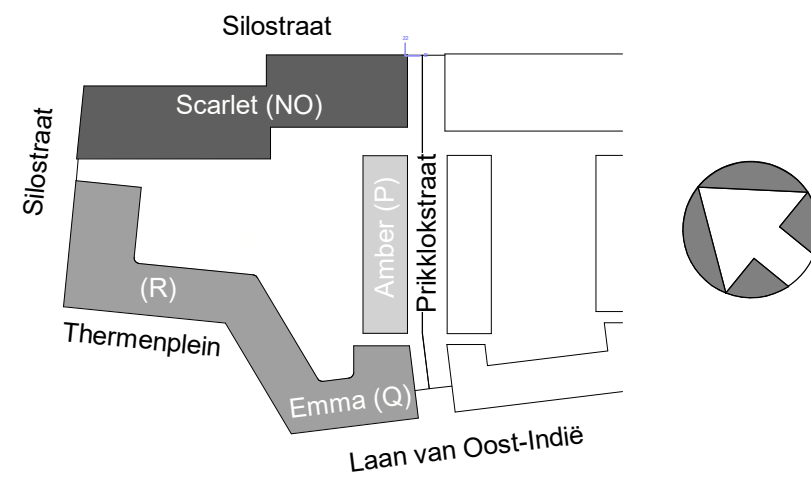 Silostraat
Scarlet (NO)
Silostraat
Amber (P)
Prikklokstraat
(R)
Thermenplein
Emma (Q)
Laan van Oost-Indië